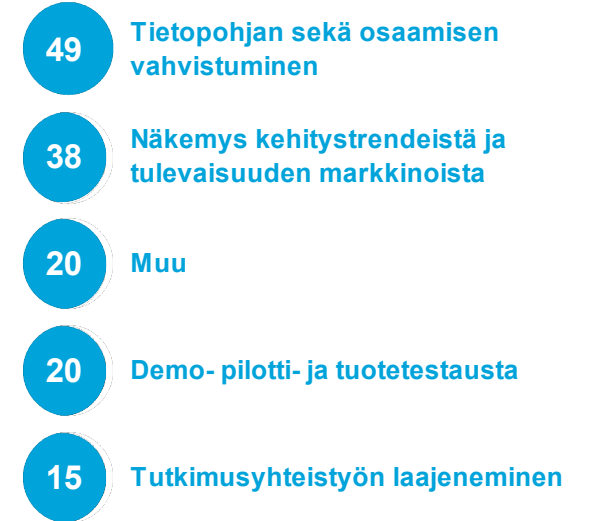 49
Tietopohjan sekä osaamisen
vahvistuminen
38
Näkemys kehitystrendeistä ja
tulevaisuuden markkinoista
20
Muu
20
Demo- pilotti- ja tuotetestausta
15
Tutkimusyhteistyön laajeneminen